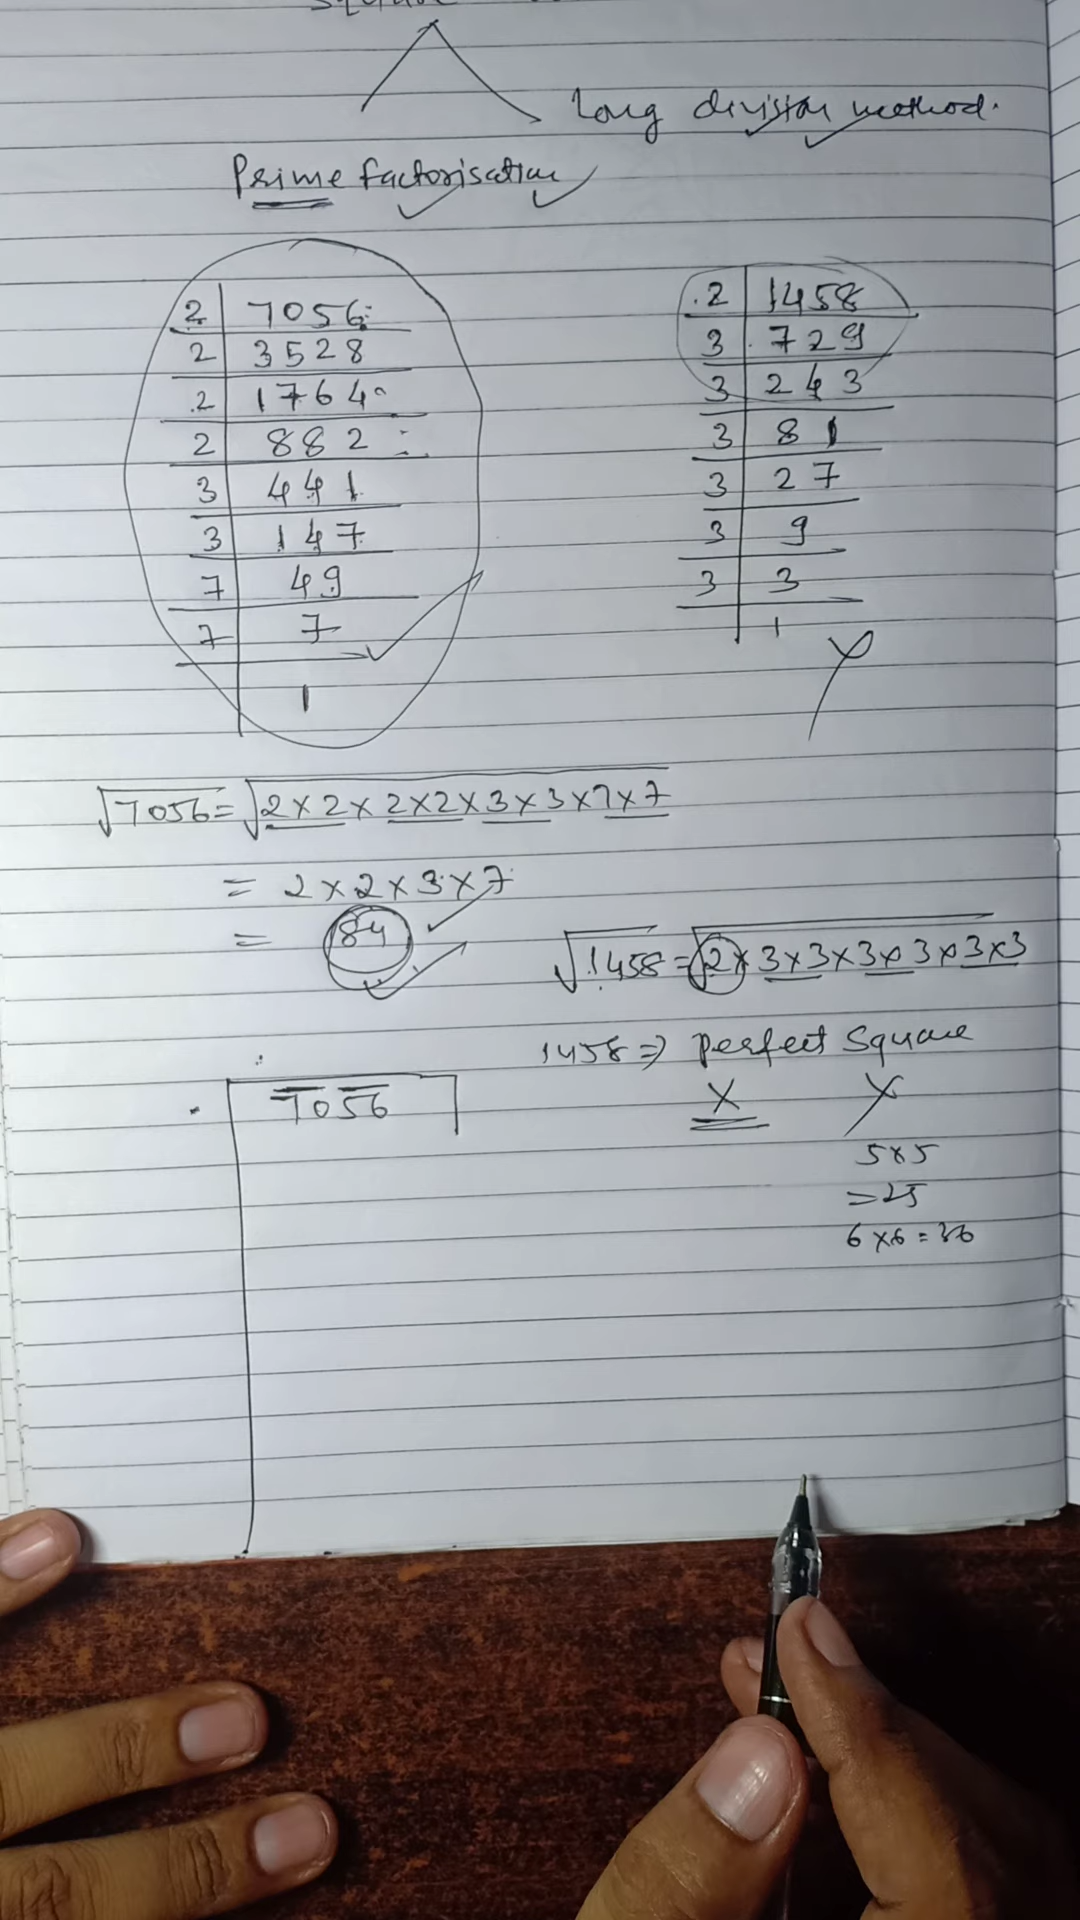 Long division method.
Prime factorisation
2 | 7056
2 | 3528
2 | 1764
2 | 882
3 | 441
3 | 147
7 | 49
7 | 7
1
2 | 1458
3 | 729
3 | 243
3 | 81
3 | 27
3 | 9
3 | 3
1
√7056 = √2×2×2×2×3×3×7×7
= 2×2×3×7
= 84
√1458 = √2×3×3×3×3×3×3
1458 ⇒ perfect Square
X
7056
5×5
=25
6×6=36